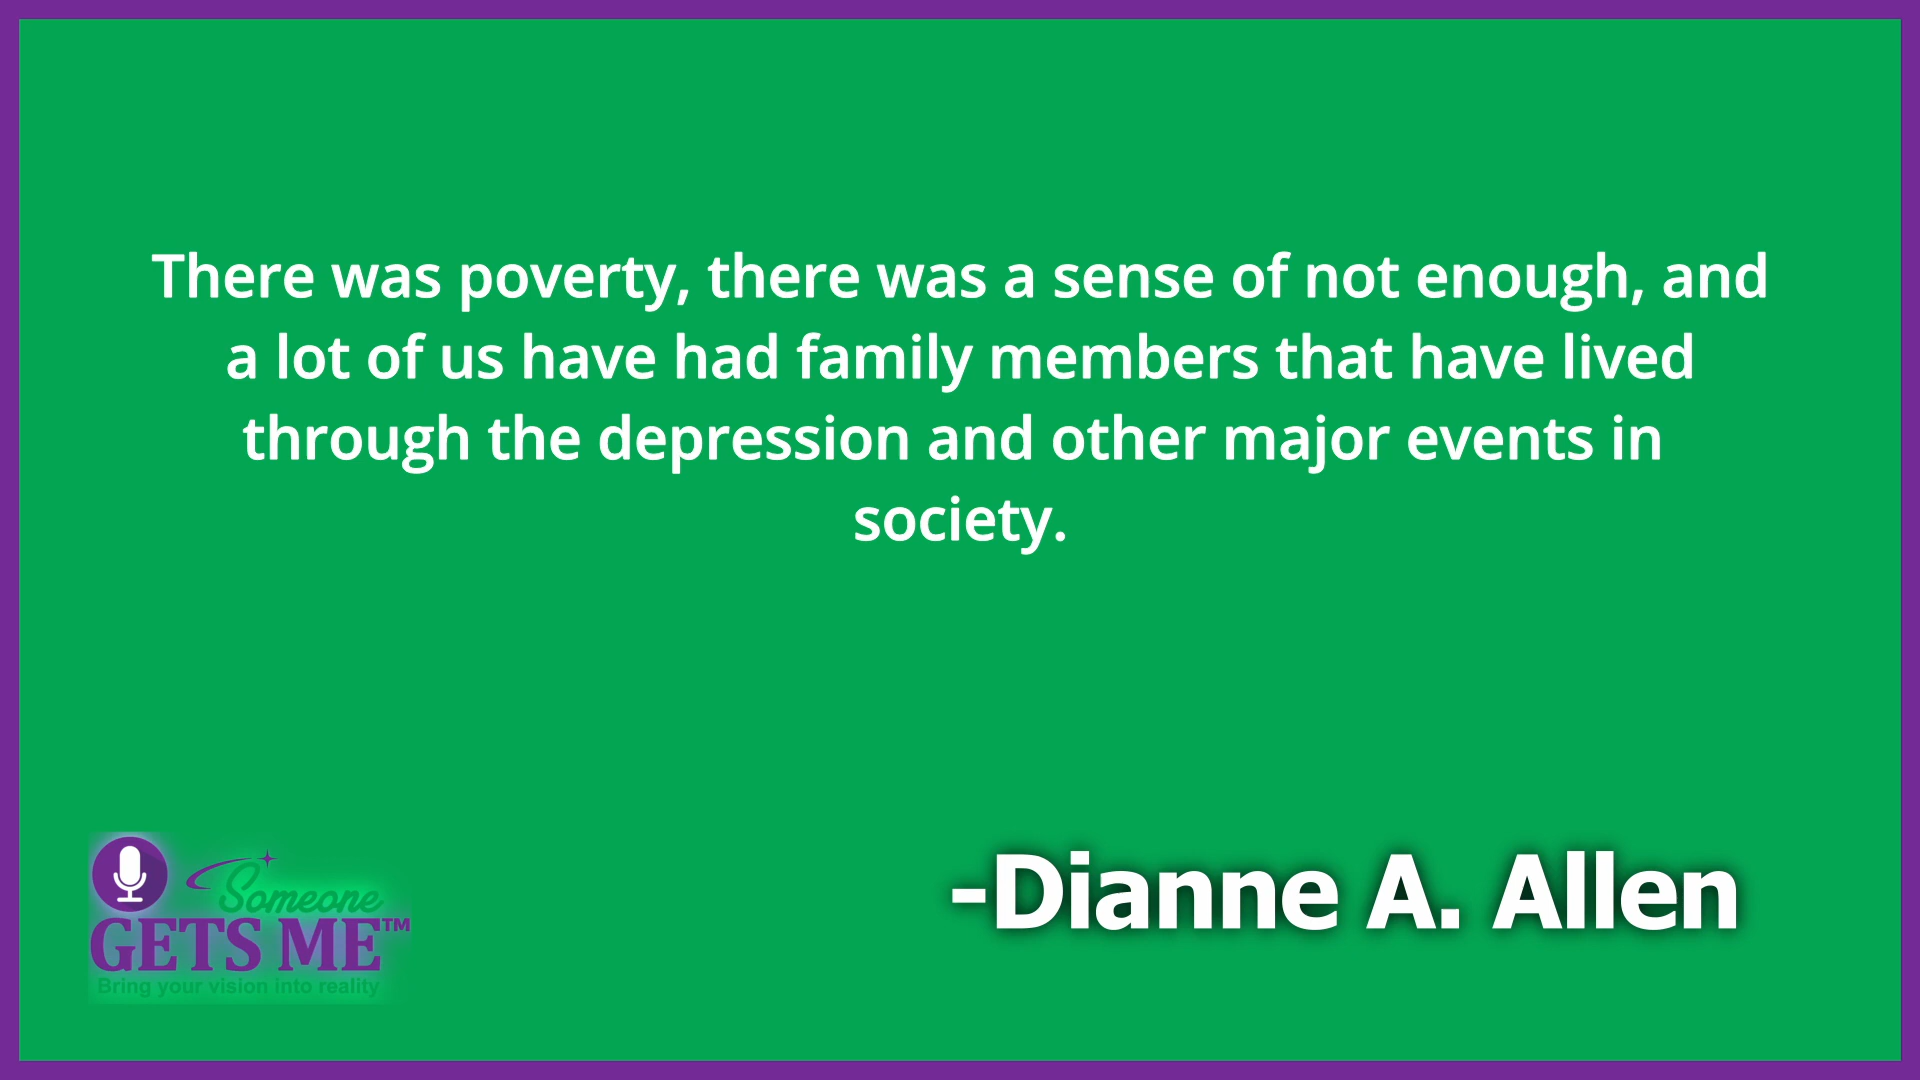 There was poverty, there was a sense of not enough, and
a lot of us have had family members that have lived
through the depression and other major events in
society.
-Dianne A. Allen
Someone
GETS ME™
Bring your vision into reality